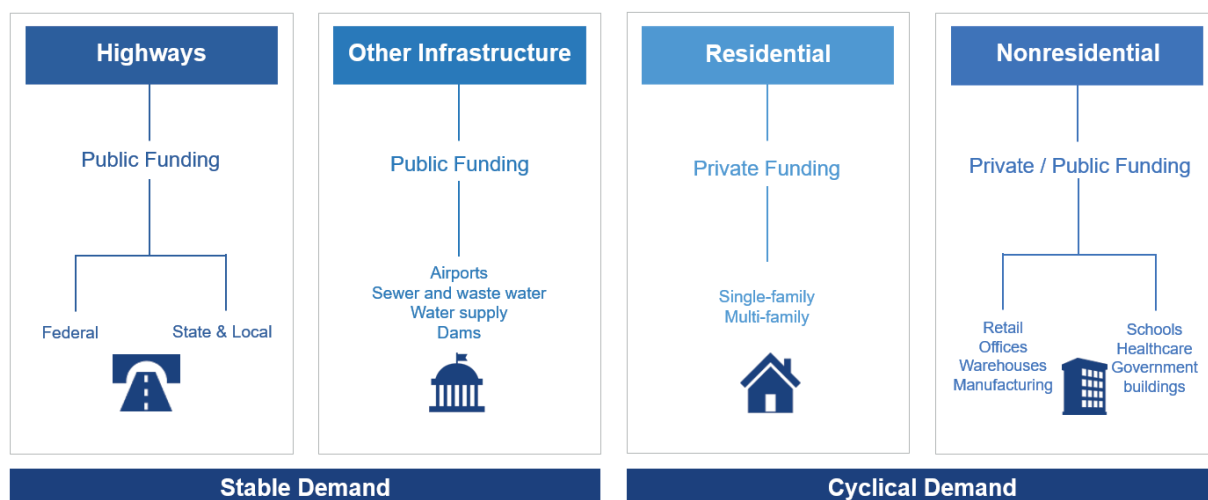 Highways
Public Funding
Federal
State & Local
Other Infrastructure
Public Funding
Airports
Sewer and waste water
Water supply
Dams
Stable Demand
Residential
Private Funding
Single-family
Multi-family
Nonresidential
Private / Public Funding
Retail
Offices
Warehouses
Manufacturing
Schools
Healthcare
Government
buildings
Cyclical Demand